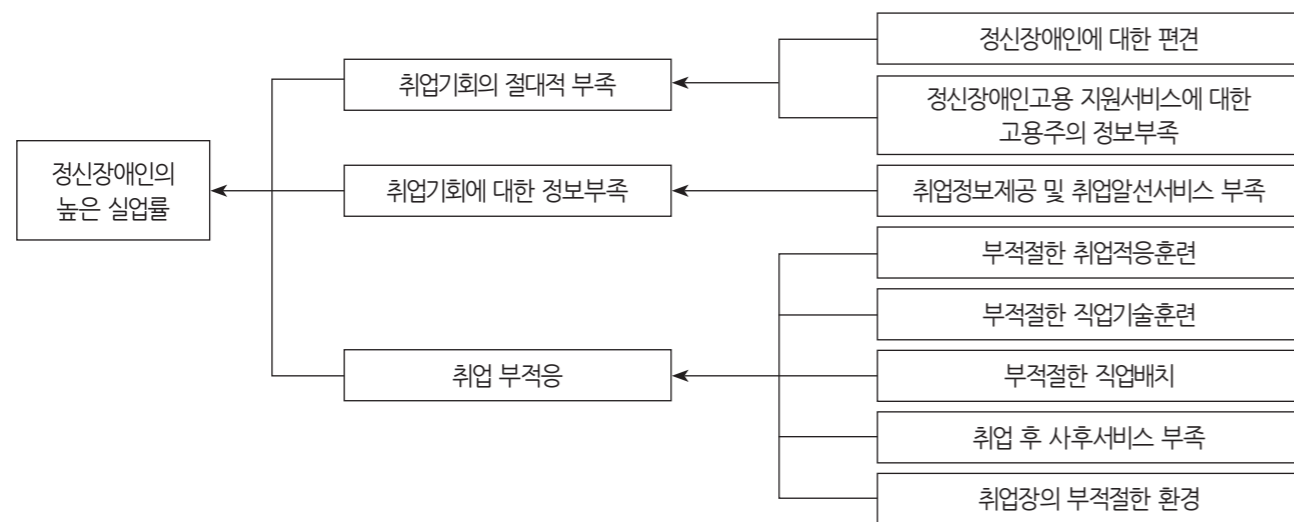 정신장애인의
높은 실업률
취업기회의 절대적 부족
취업기회에 대한 정보부족
취업 부적응
정신장애인에 대한 편견
정신장애인고용 지원서비스에 대한
고용주의 정보부족
취업정보제공 및 취업알선서비스 부족
부적절한 취업적응훈련
부적절한 직업기술훈련
부적절한 직업배치
취업 후 사후서비스 부족
취업장의 부적절한 환경